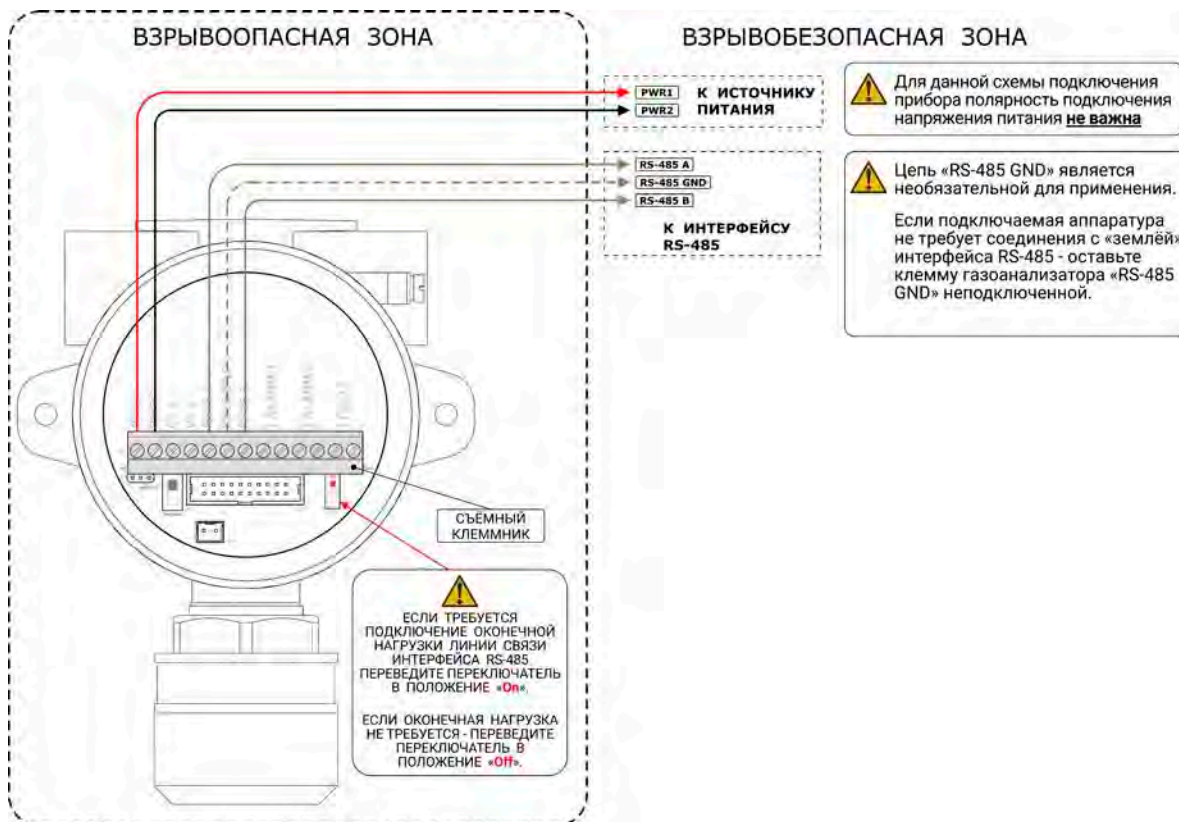 ВЗРЫВООПАСНАЯ ЗОНА
ВЗРЫВОБЕЗОПАСНАЯ ЗОНА
PWR1
PWR2
К ИСТОЧНИКУ
ПИТАНИЯ
RS-485 A
RS-485 GND
RS-485 B
К ИНТЕРФЕЙСУ
RS-485
Для данной схемы подключения
прибора полярность подключения
напряжения питания не важна
Цепь «RS-485 GND» является
необязательной для применения.
Если подключаемая аппаратура
не требует соединения с «землёй»
интерфейса RS-485 - оставьте
клемму газоанализатора «RS-485
GND» неподключенной.
СЪЁМНЫЙ
КЛЕММНИК
ЕСЛИ ТРЕБУЕТСЯ
ПОДКЛЮЧЕНИЕ ОКОНЕЧНОЙ
НАГРУЗКИ ЛИНИИ СВЯЗИ
ИНТЕРФЕЙСА RS-485
ПЕРЕВЕДИТЕ ПЕРЕКЛЮЧАТЕЛЬ
В ПОЛОЖЕНИЕ «On».
ЕСЛИ ОКОНЕЧНАЯ НАГРУЗКА
НЕ ТРЕБУЕТСЯ - ПЕРЕВЕДИТЕ
ПЕРЕКЛЮЧАТЕЛЬ В
ПОЛОЖЕНИЕ «Off».